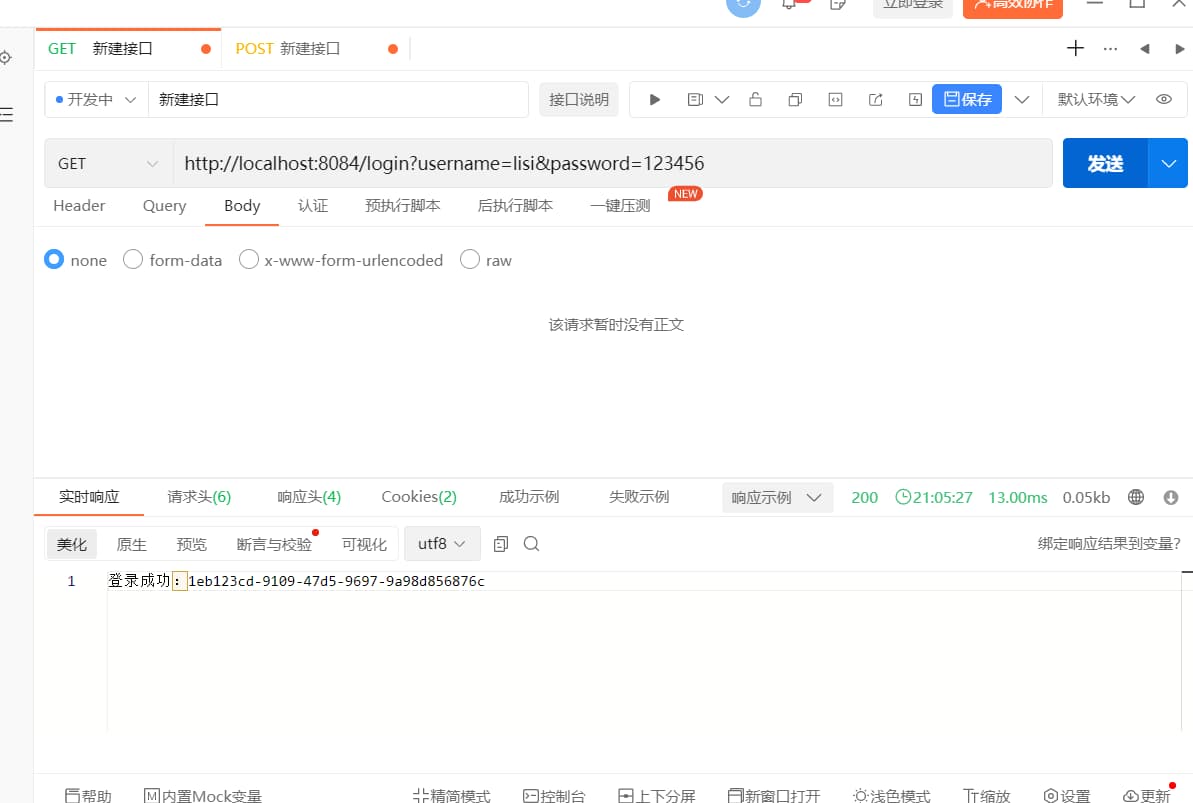 立即登录 高效协作
GET 新建接口 POST 新建接口
开发中 新建接口 接口说明 保存 默认环境
GET http://localhost:8084/login?username=lisi&password=123456 发送
Header Query Body 认证 预执行脚本 后执行脚本 一键压测 NEW
none form-data x-www-form-urlencoded raw
该请求暂时没有正文
实时响应 请求头(6) 响应头(4) Cookies(2) 成功示例 失败示例 响应示例 200 21:05:27 13.00ms 0.05kb
美化 原生 预览 断言与校验 可视化 utf8 绑定响应结果到变量?
1 登录成功：1eb123cd-9109-47d5-9697-9a98d856876c
帮助 内置Mock变量 精简模式 控制台 上下分屏 新窗口打开 浅色模式 缩放 设置 更新